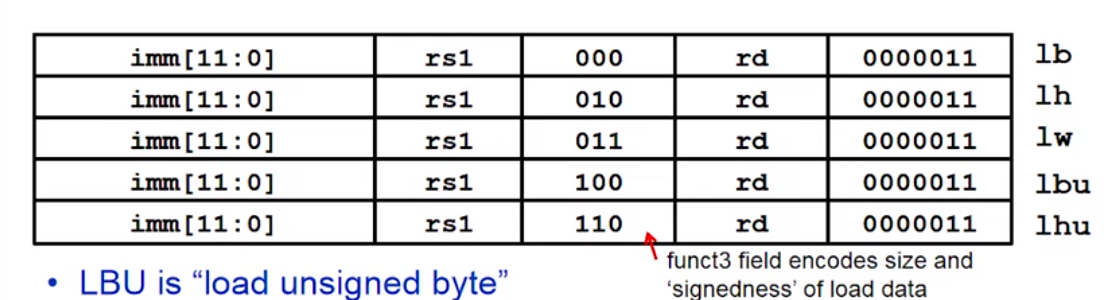 imm[11:0] rs1 000 rd 0000011 lb
imm[11:0] rs1 010 rd 0000011 lh
imm[11:0] rs1 011 rd 0000011 lw
imm[11:0] rs1 100 rd 0000011 lbu
imm[11:0] rs1 110 rd 0000011 lhu
funct3 field encodes size and
'signedness' of load data
• LBU is “load unsigned byte”